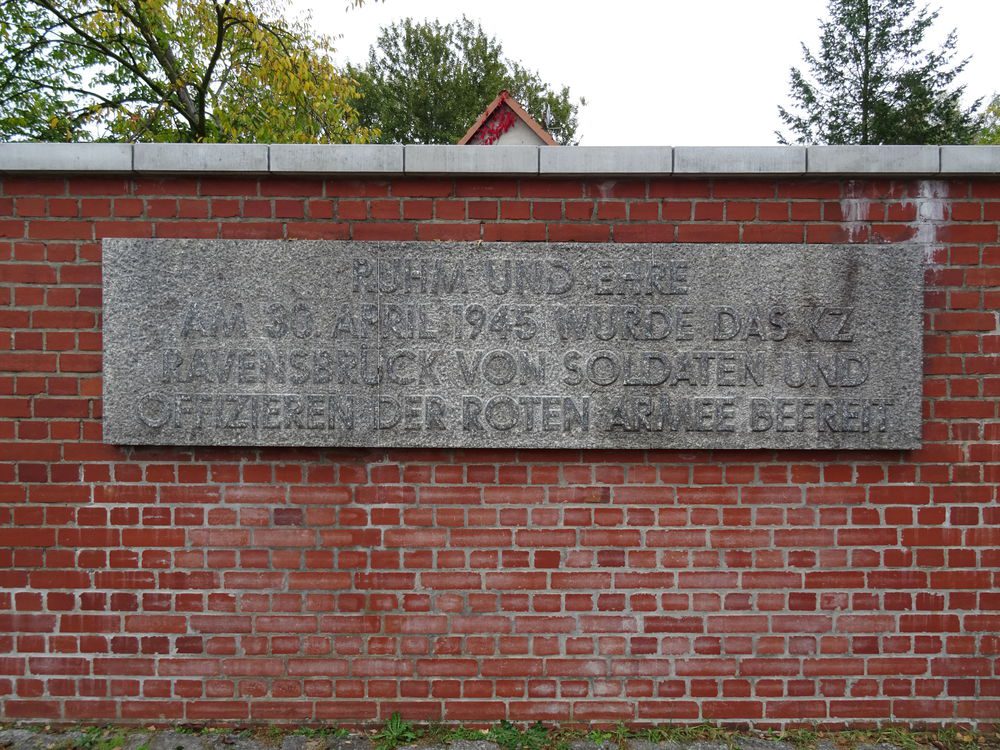 RUHM UND EHRE
AM 30. APRIL 1945 WURDE DAS KZ
RAVENSBRÜCK VON SOLDATEN UND
OFFIZIEREN DER ROTEN ARMEE BEFREIT